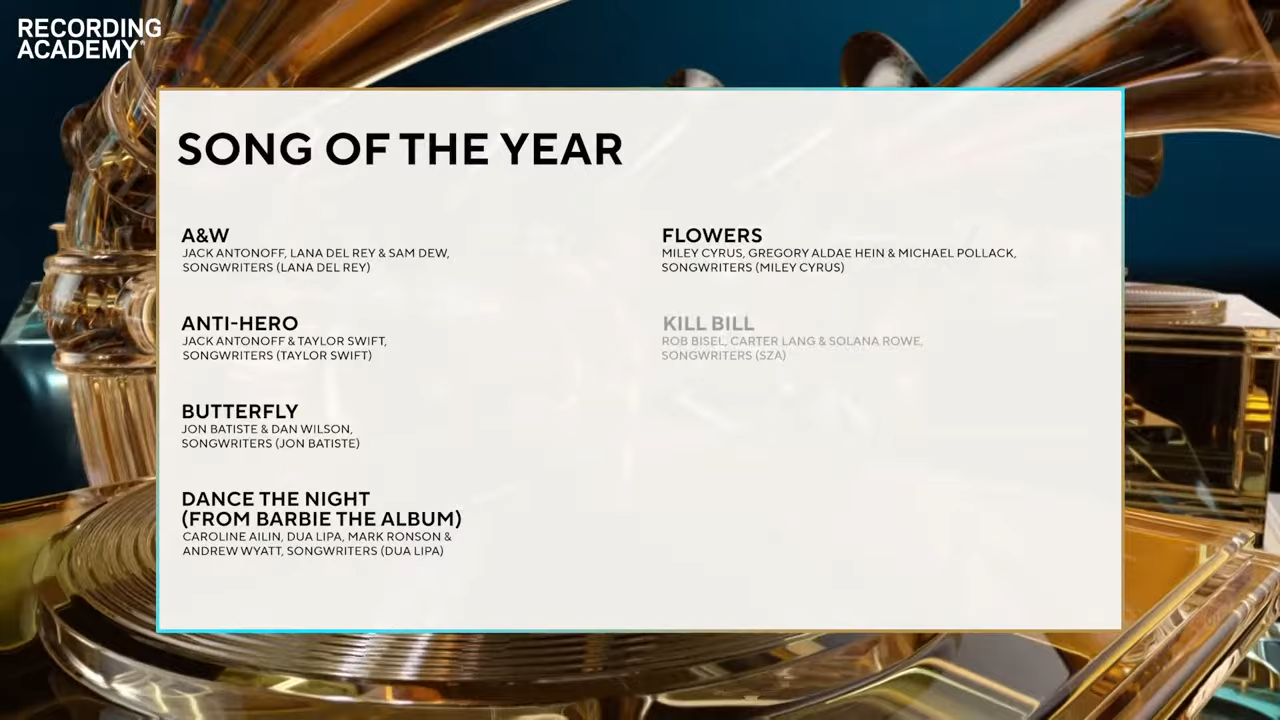 RECORDING
ACADEMY®
SONG OF THE YEAR
A&W
JACK ANTONOFF, LANA DEL REY & SAM DEW,
SONGWRITERS (LANA DEL REY)
ANTI-HERO
JACK ANTONOFF & TAYLOR SWIFT,
SONGWRITERS (TAYLOR SWIFT)
BUTTERFLY
JON BATISTE & DAN WILSON,
SONGWRITERS (JON BATISTE)
DANCE THE NIGHT
(FROM BARBIE THE ALBUM)
CAROLINE AILIN, DUA LIPA, MARK RONSON &
ANDREW WYATT, SONGWRITERS (DUA LIPA)
FLOWERS
MILEY CYRUS, GREGORY ALDAE HEIN & MICHAEL POLLACK,
SONGWRITERS (MILEY CYRUS)
KILL BILL
ROB BISEL, CARTER LANG & SOLANA ROWE,
SONGWRITERS (SZA)